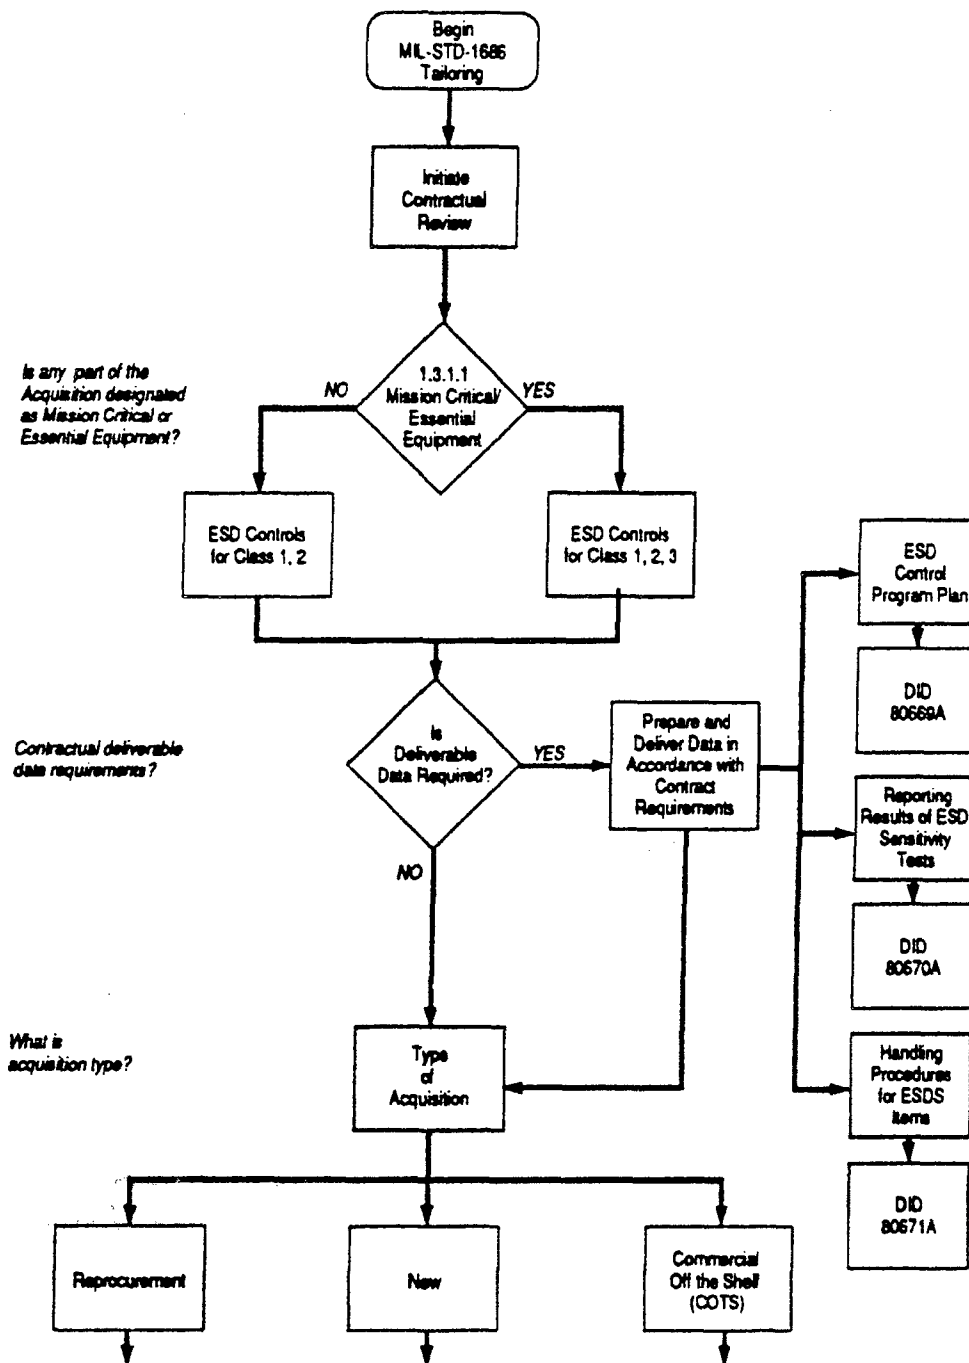 Begin
MIL-STD-1686
Tailoring
Initiate
Contractual
Review
Is any part of the
Acquisition designated
as Mission Critical or
Essential Equipment?
NO
1.3.1.1
Mission Critical/
Essential
Equipment
YES
ESD Controls
for Class 1, 2
ESD Controls
for Class 1, 2, 3
ESD
Control
Program Plan
DID
80669A
Contractual deliverable
data requirements?
Is
Deliverable
Data Required?
YES
NO
Prepare and
Deliver Data in
Accordance with
Contract
Requirements
Reporting
Results of ESD
Sensitivity
Tests
DID
80670A
What is
acquisition type?
Type
of
Acquisition
Handling
Procedures
for ESDS
Items
DID
80671A
Reprocurement
New
Commercial
Off the Shelf
(COTS)